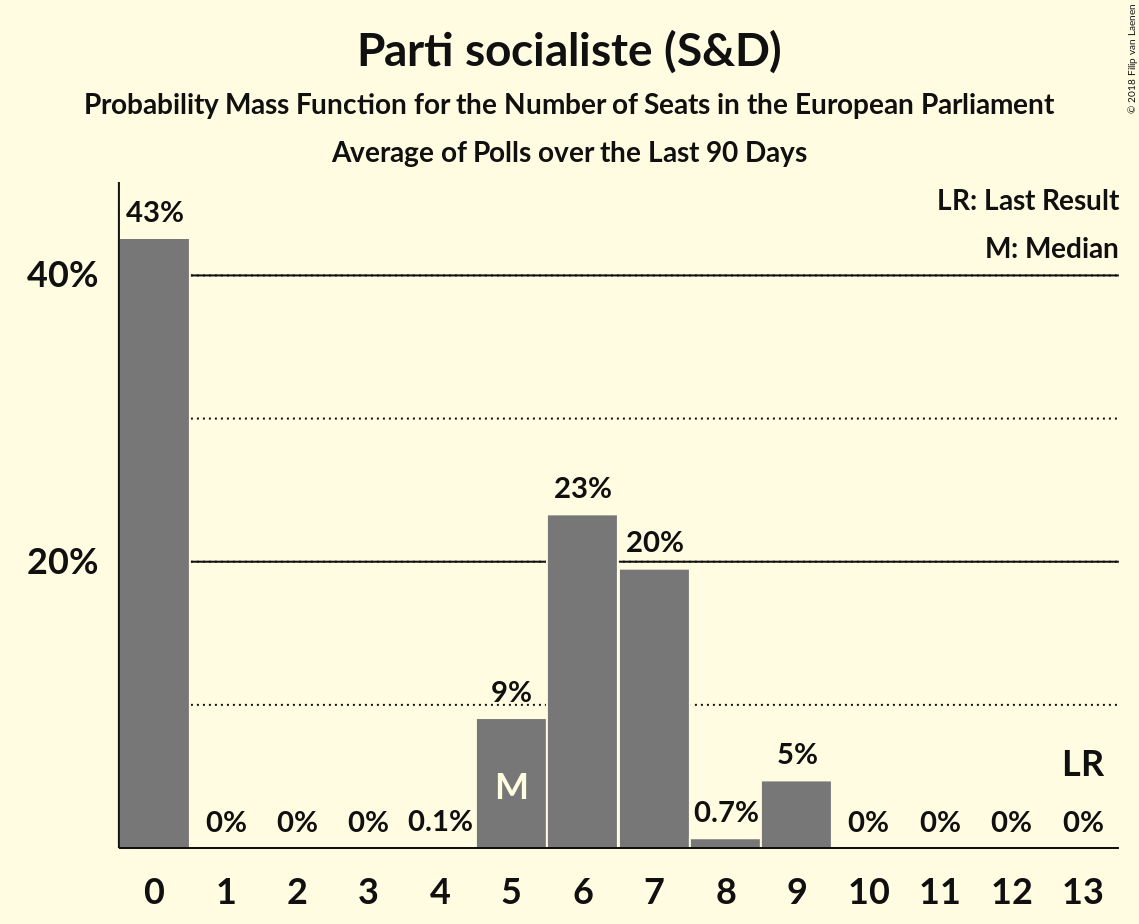 Parti socialiste (S&D)
Probability Mass Function for the Number of Seats in the European Parliament
Average of Polls over the Last 90 Days
© 2018 Filip van Laenen
LR: Last Result
M: Median
43%
40%
23%
20%
20%
9%
5%
LR
M
0% 0% 0% 0.1% 0.7% 0% 0% 0% 0%
0 1 2 3 4 5 6 7 8 9 10 11 12 13